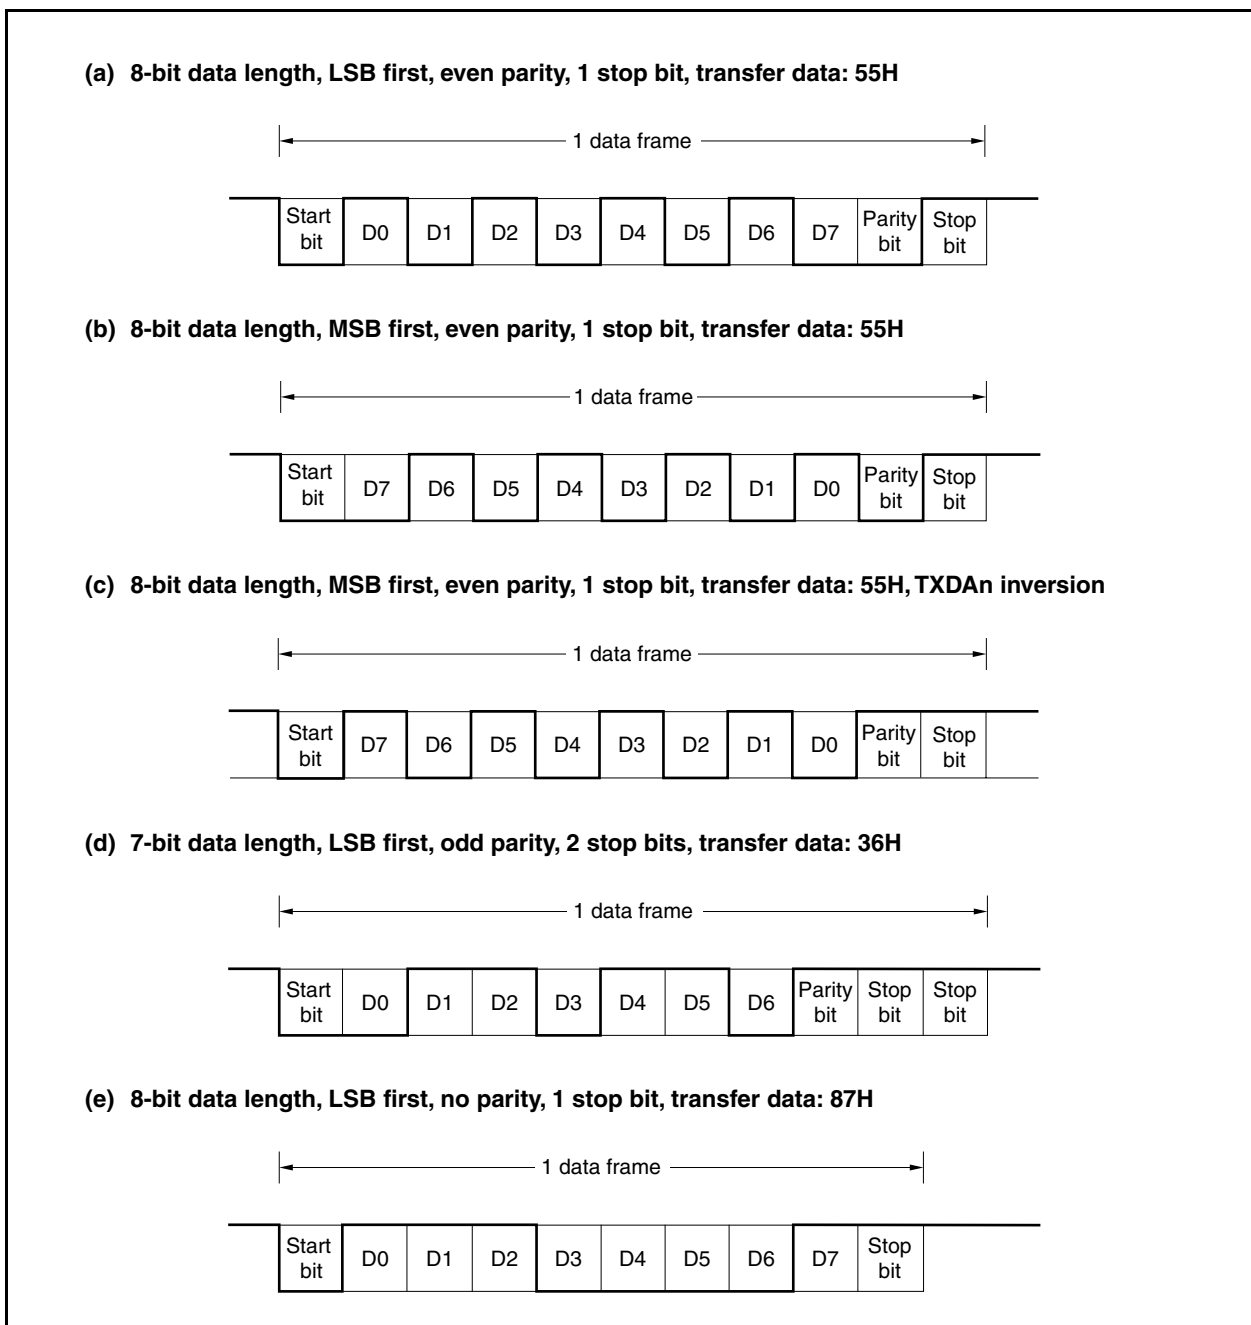 (a) 8-bit data length, LSB first, even parity, 1 stop bit, transfer data: 55H
1 data frame
Start bit D0 D1 D2 D3 D4 D5 D6 D7 Parity bit Stop bit
(b) 8-bit data length, MSB first, even parity, 1 stop bit, transfer data: 55H
1 data frame
Start bit D7 D6 D5 D4 D3 D2 D1 D0 Parity bit Stop bit
(c) 8-bit data length, MSB first, even parity, 1 stop bit, transfer data: 55H, TXDAn inversion
1 data frame
Start bit D7 D6 D5 D4 D3 D2 D1 D0 Parity bit Stop bit
(d) 7-bit data length, LSB first, odd parity, 2 stop bits, transfer data: 36H
1 data frame
Start bit D0 D1 D2 D3 D4 D5 D6 Parity bit Stop bit Stop bit
(e) 8-bit data length, LSB first, no parity, 1 stop bit, transfer data: 87H
1 data frame
Start bit D0 D1 D2 D3 D4 D5 D6 D7 Stop bit